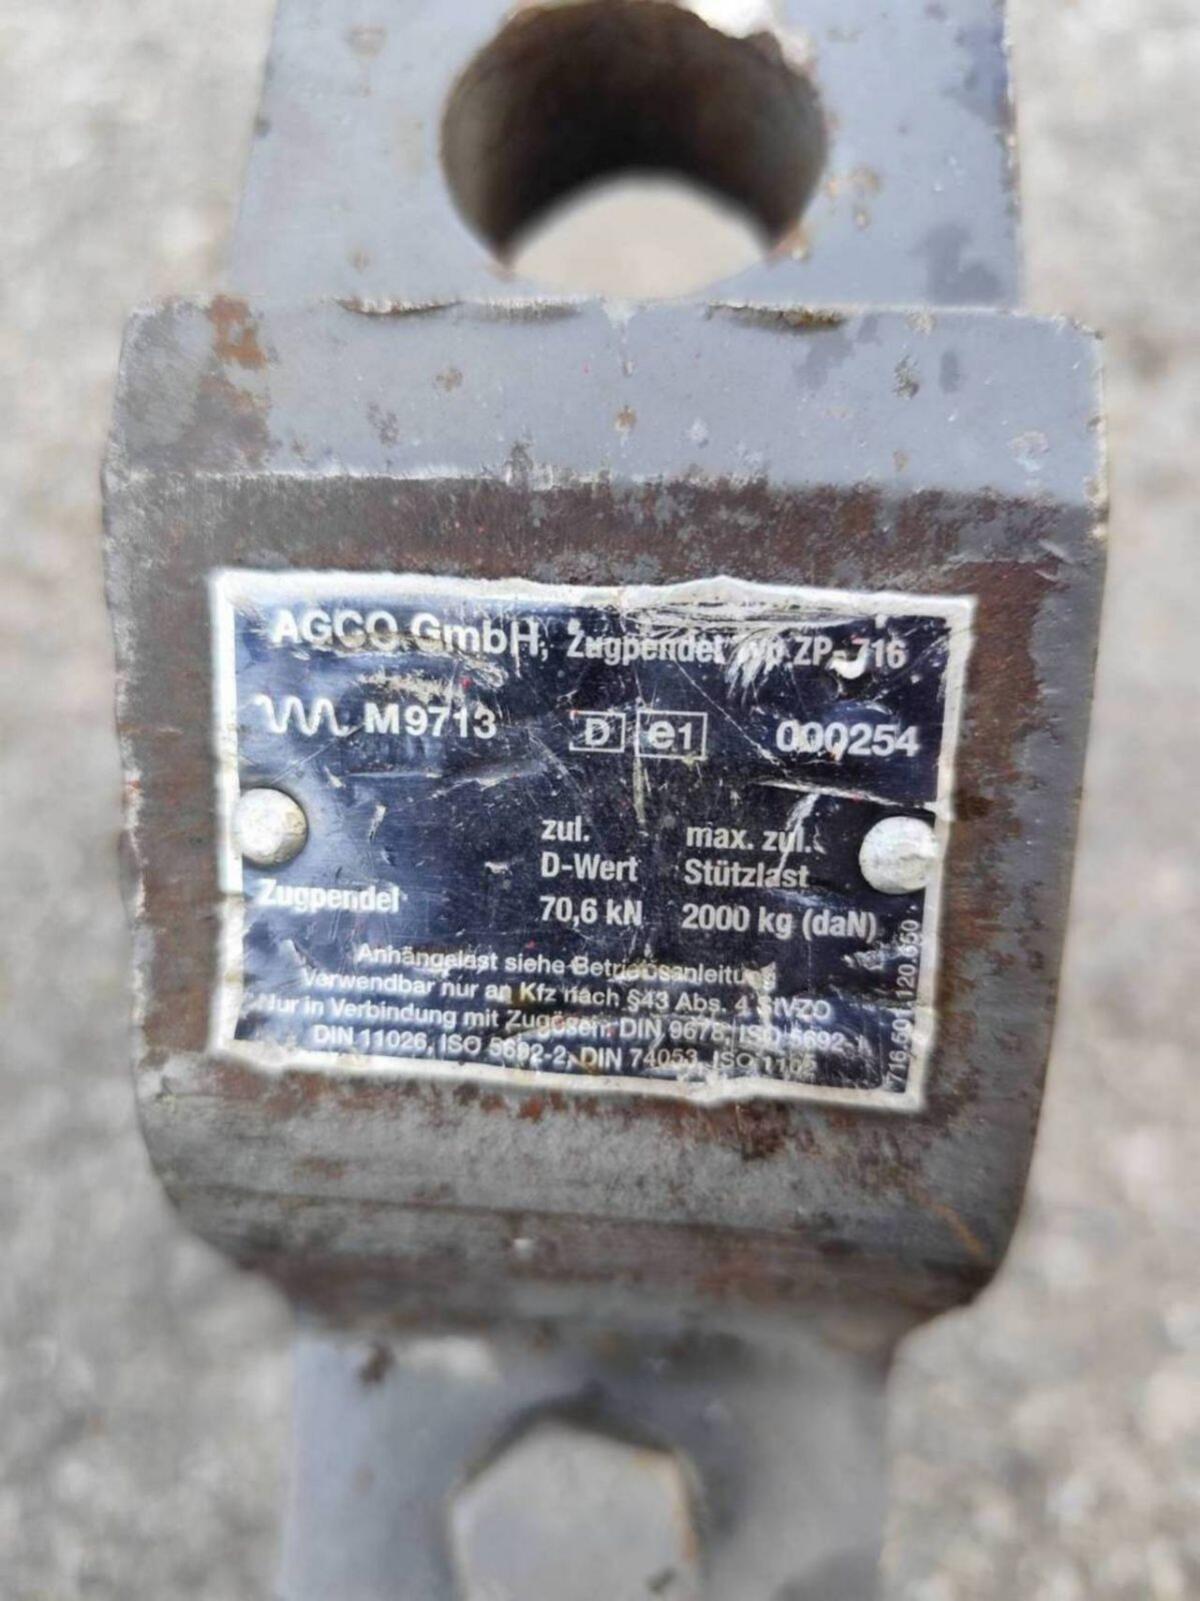 AGCO GmbH, Zugpendel Typ ZP-716
M9713 D e1 000254
zul. max. zul.
D-Wert Stützlast
Zugpendel 70,6 kN 2000 kg (daN)
Anhängelast siehe Betriebsanleitung
Verwendbar nur an Kfz nach §43 Abs. 4 StVZO
Nur in Verbindung mit Zugösen: DIN 9678, ISO 5692-1
DIN 11026, ISO 5692-2, DIN 74053, ISO
716.501.120.